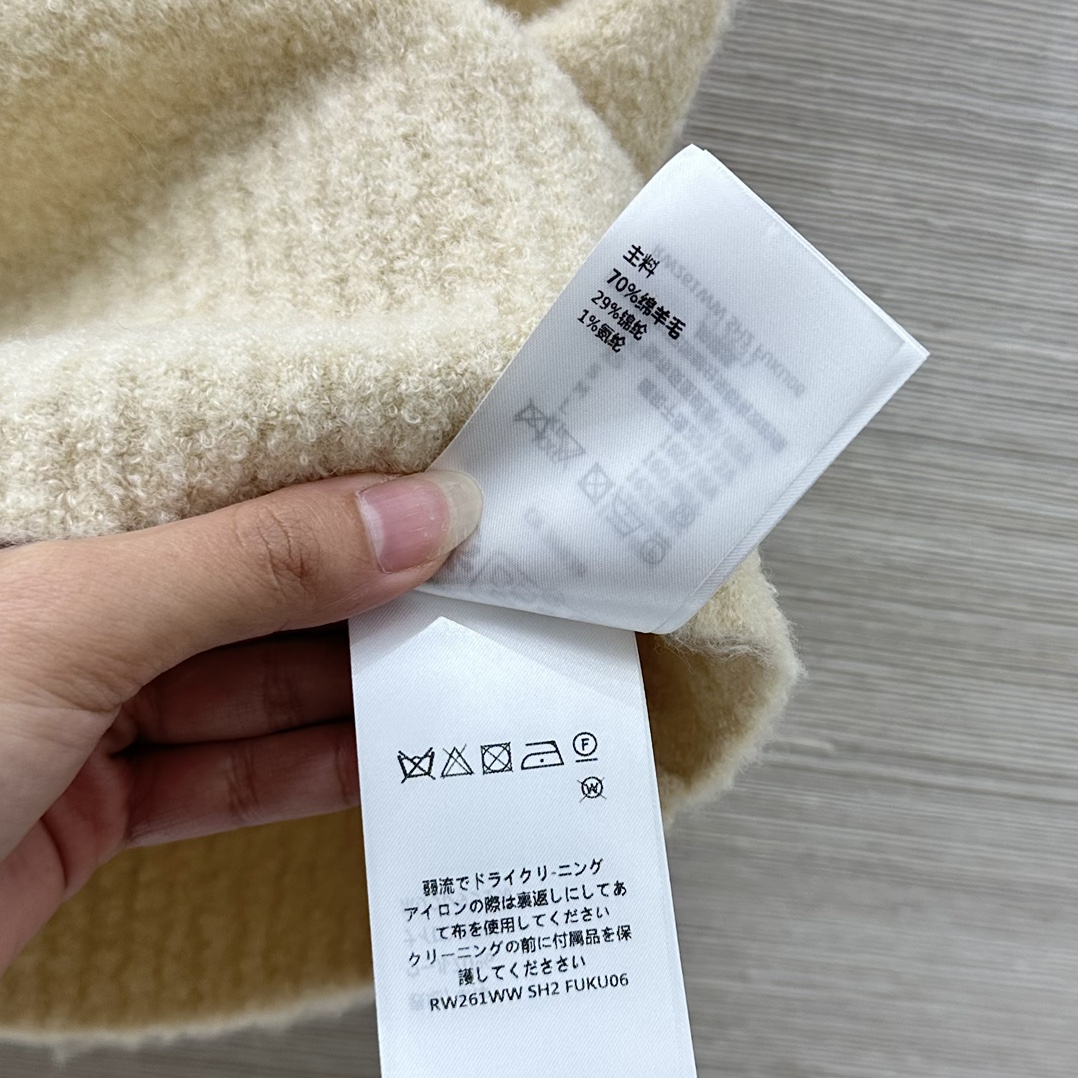 主料
70%绵羊毛
29%锦纶
1%氨纶
F
W
弱流でドライクリ-ニング
アイロンの際は裏返しにしてあ
て布を使用してください
クリーニングの前に付属品を保
護してくだささい
RW261WW SH2 FUKU06